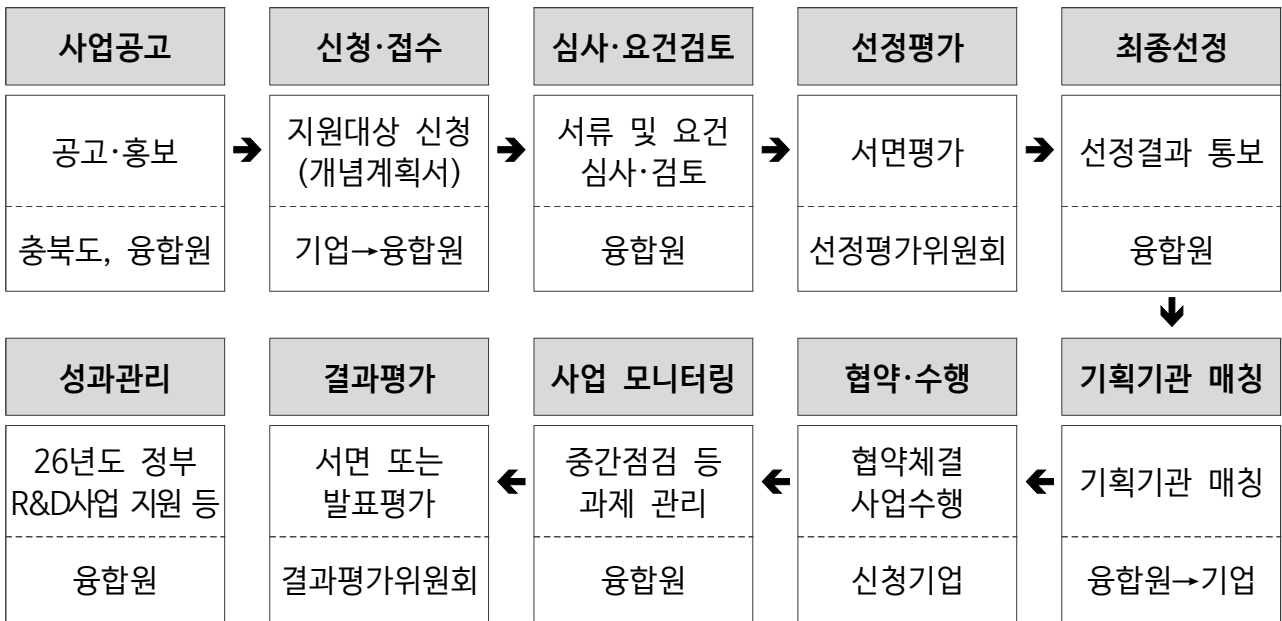 사업공고
공고·홍보
충북도, 융합원
신청·접수
지원대상 신청
(개념계획서)
기업→융합원
심사·요건검토
서류 및 요건
심사·검토
융합원
선정평가
서면평가
선정평가위원회
최종선정
선정결과 통보
융합원
기획기관 매칭
기획기관 매칭
융합원→기업
협약·수행
협약체결
사업수행
신청기업
사업 모니터링
중간점검 등
과제 관리
융합원
결과평가
서면 또는
발표평가
결과평가위원회
성과관리
26년도 정부
R&D사업 지원 등
융합원